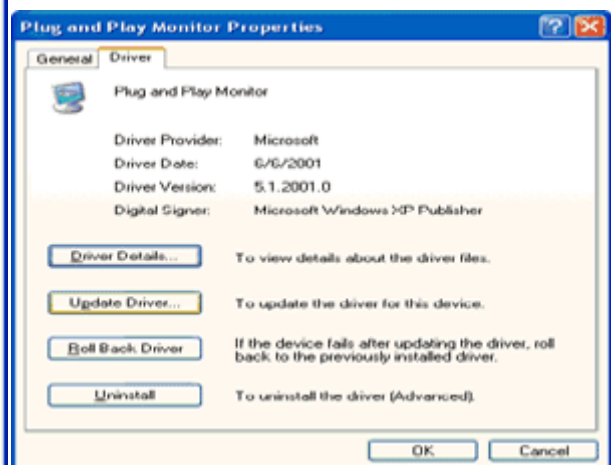 Plug and Play Monitor Properties
General Driver
Plug and Play Monitor
Driver Provider: Microsoft
Driver Date: 6/6/2001
Driver Version: 5.1.2001.0
Digital Signer: Microsoft Windows XP Publisher
Driver Details... To view details about the driver files.
Update Driver... To update the driver for this device.
Roll Back Driver If the device fails after updating the driver, roll
back to the previously installed driver.
Uninstall To uninstall the driver (Advanced).
OK Cancel